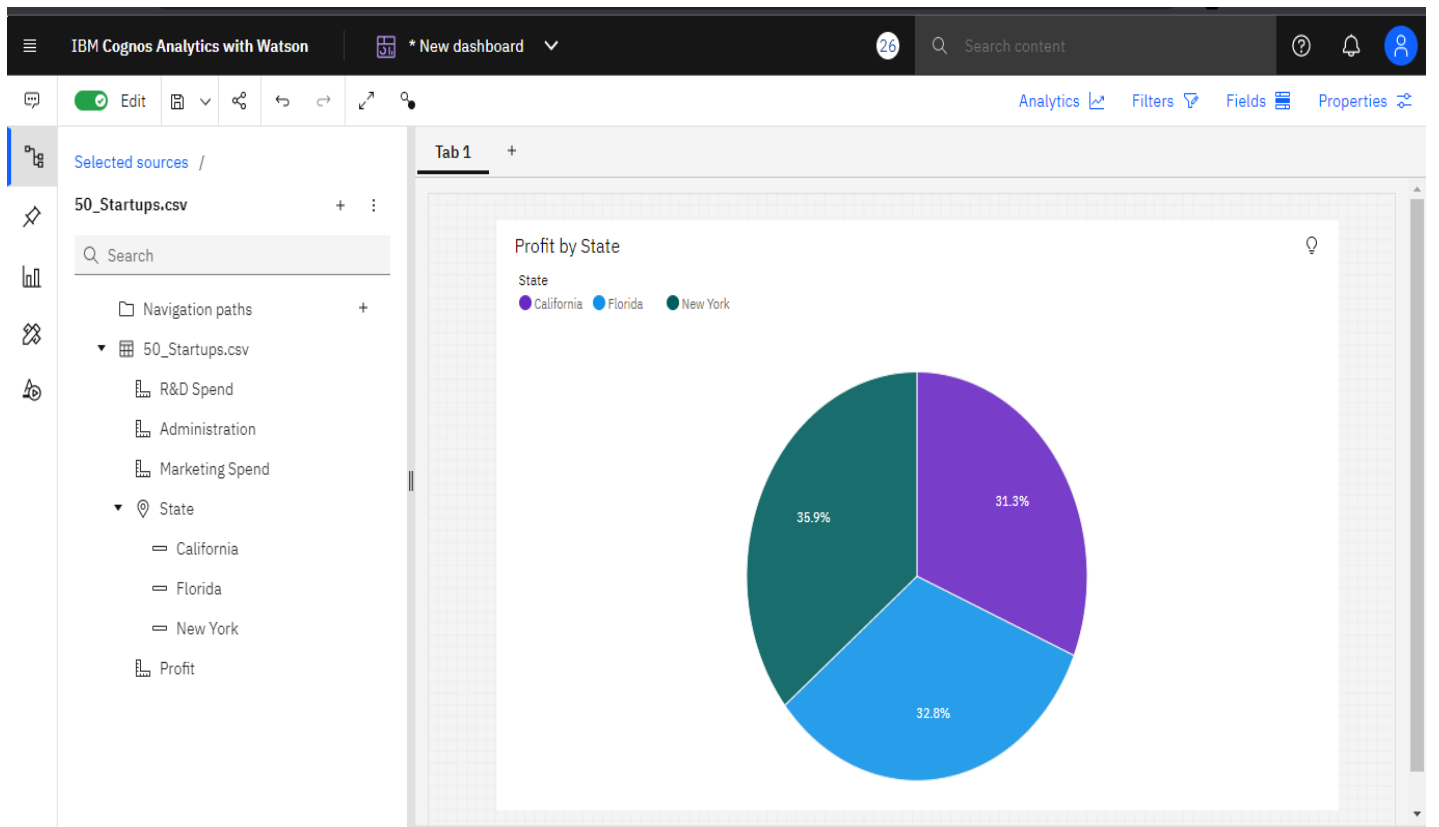 IBM Cognos Analytics with Watson
* New dashboard
26
Search content
Edit
Analytics
Filters
Fields
Properties
Selected sources /
50_Startups.csv
Search
Navigation paths
50_Startups.csv
R&D Spend
Administration
Marketing Spend
State
California
Florida
New York
Profit
Tab 1
Profit by State
State
California Florida New York
31.3%
35.9%
32.8%